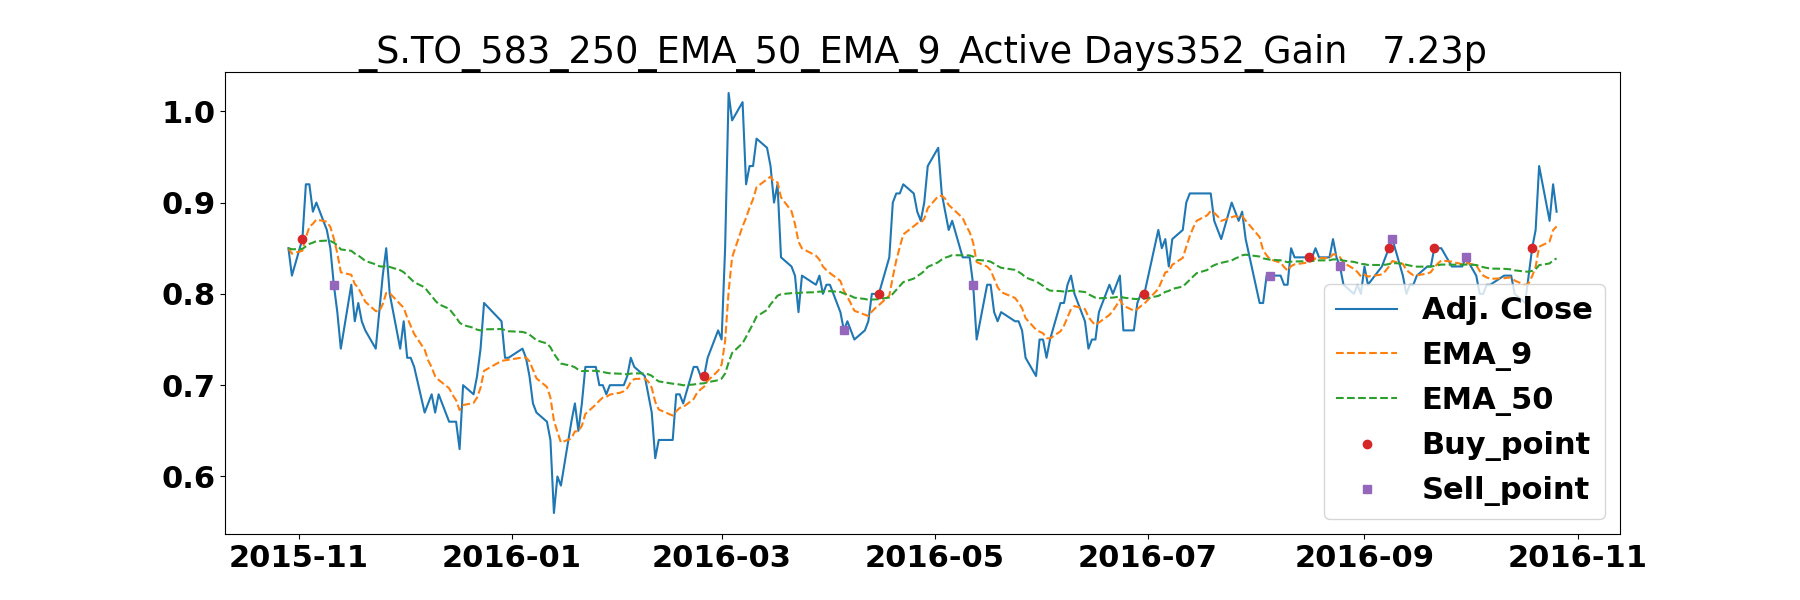 _S.TO_583_250_EMA_50_EMA_9_Active Days352_Gain   7.23p
1.0
0.9
0.8
0.7
0.6
Adj. Close
EMA_9
EMA_50
Buy_point
Sell_point
2015-11 2016-01 2016-03 2016-05 2016-07 2016-09 2016-11